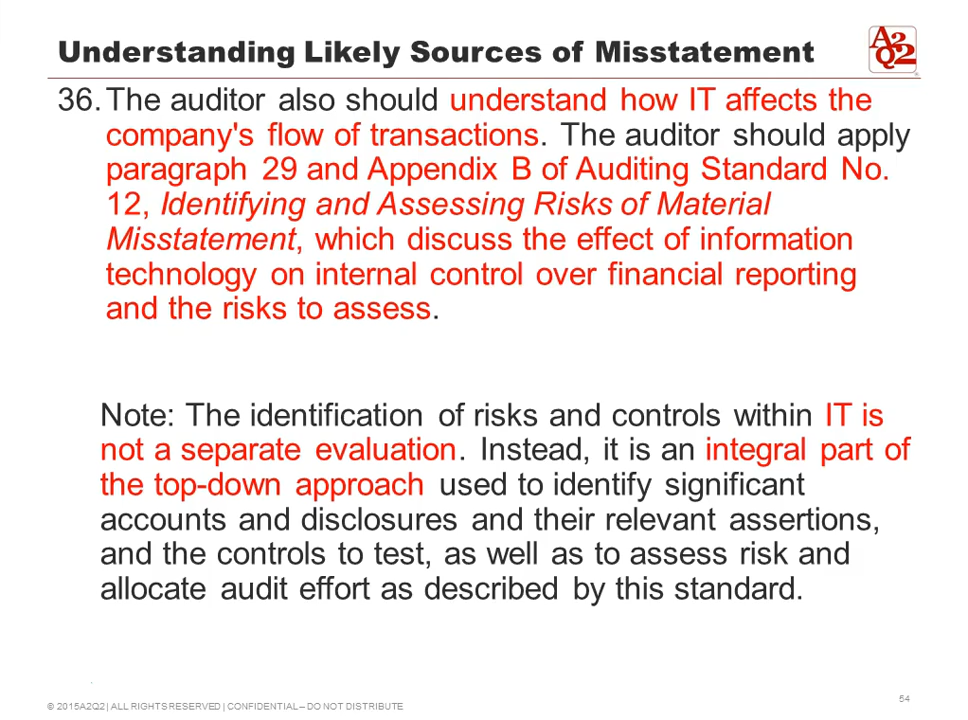 Understanding Likely Sources of Misstatement
A2
Q2
36. The auditor also should understand how IT affects the
company's flow of transactions. The auditor should apply
paragraph 29 and Appendix B of Auditing Standard No.
12, Identifying and Assessing Risks of Material
Misstatement, which discuss the effect of information
technology on internal control over financial reporting
and the risks to assess.
Note: The identification of risks and controls within IT is
not a separate evaluation. Instead, it is an integral part of
the top-down approach used to identify significant
accounts and disclosures and their relevant assertions,
and the controls to test, as well as to assess risk and
allocate audit effort as described by this standard.
54
© 2015A2Q2 | ALL RIGHTS RESERVED | CONFIDENTIAL – DO NOT DISTRIBUTE